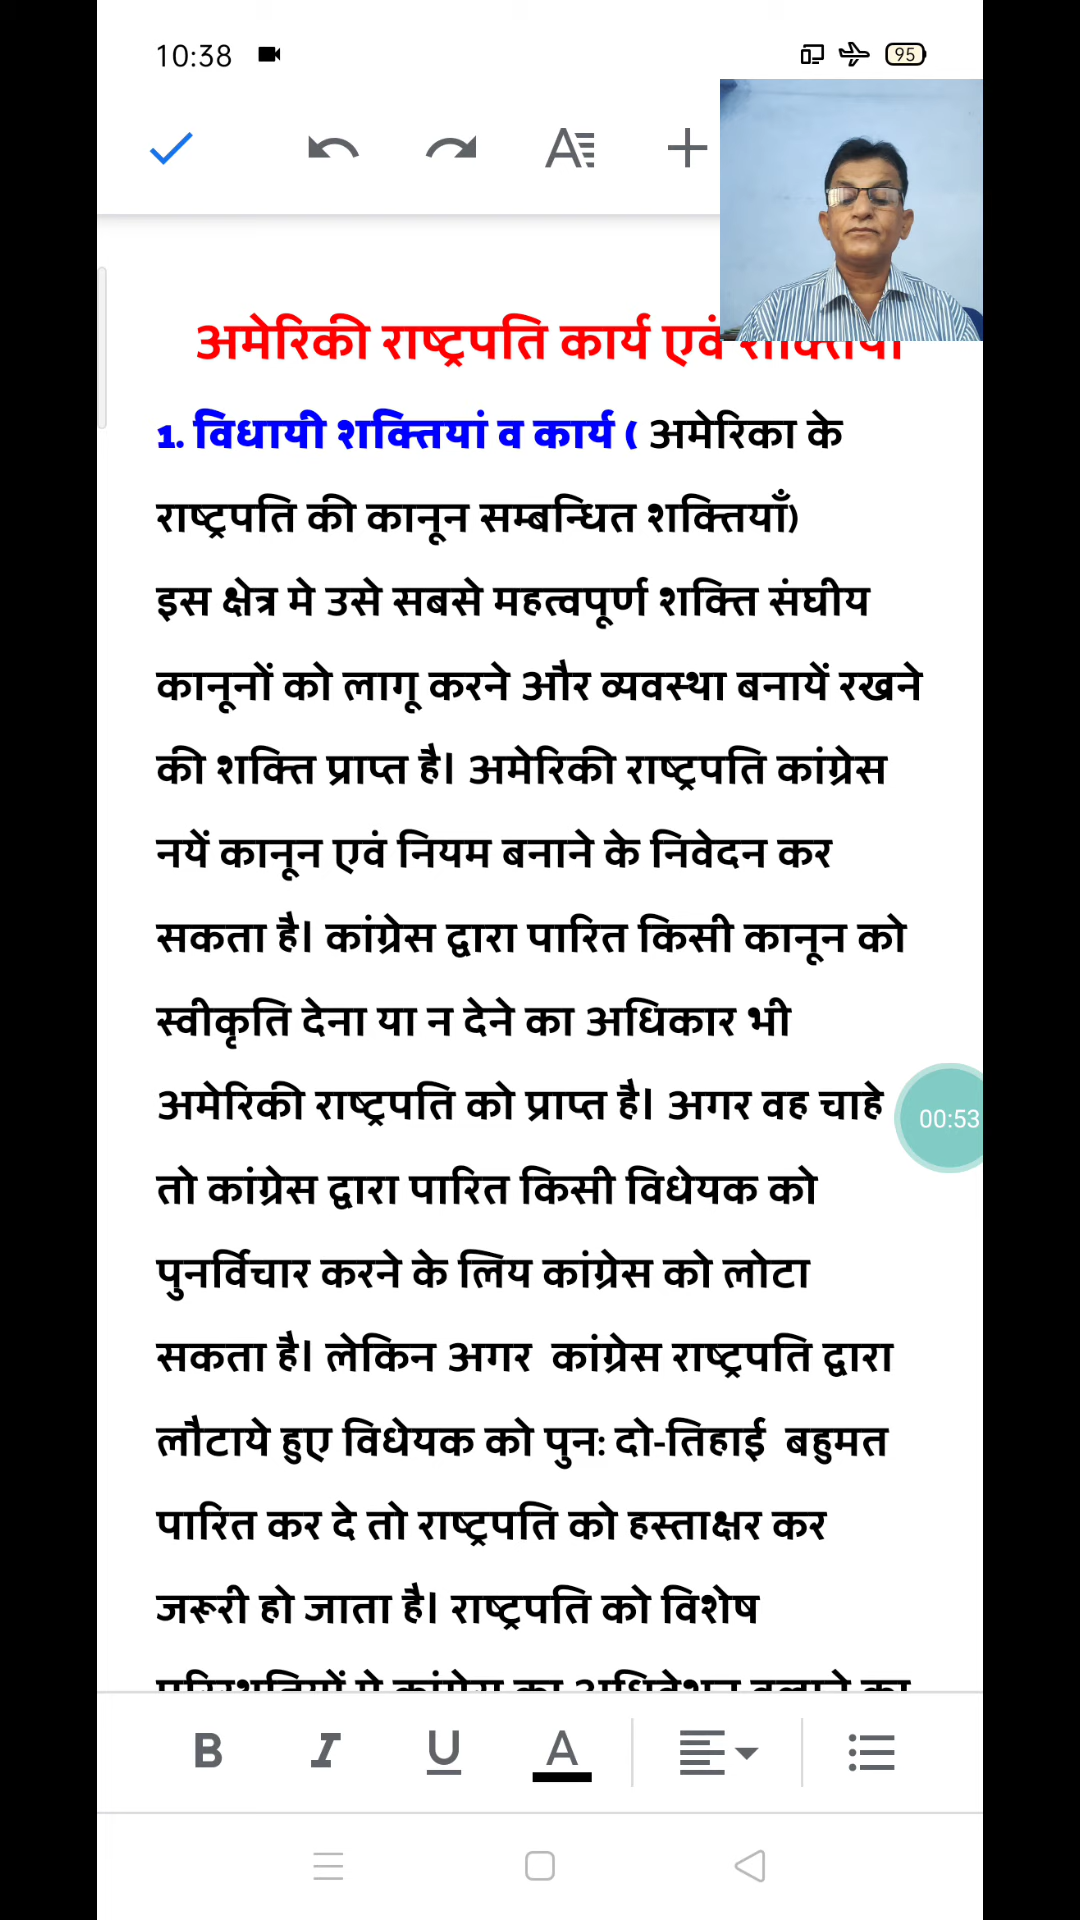 10:38
95
अमेरिकी राष्ट्रपति कार्य एवं
1. विधायी शक्तियां व कार्य ( अमेरिका के
राष्ट्रपति की कानून सम्बन्धित शक्तियाँ)
इस क्षेत्र मे उसे सबसे महत्वपूर्ण शक्ति संघीय
कानूनों को लागू करने और व्यवस्था बनायें रखने
की शक्ति प्राप्त है। अमेरिकी राष्ट्रपति कांग्रेस
नयें कानून एवं नियम बनाने के निवेदन कर
सकता है। कांग्रेस द्वारा पारित किसी कानून को
स्वीकृति देना या न देने का अधिकार भी
अमेरिकी राष्ट्रपति को प्राप्त है। अगर वह चाहे
00:53
तो कांग्रेस द्वारा पारित किसी विधेयक को
पुनर्विचार करने के लिय कांग्रेस को लोटा
सकता है। लेकिन अगर कांग्रेस राष्ट्रपति द्वारा
लौटाये हुए विधेयक को पुनः दो-तिहाई बहुमत
पारित कर दे तो राष्ट्रपति को हस्ताक्षर कर
जरूरी हो जाता है। राष्ट्रपति को विशेष
B I U A